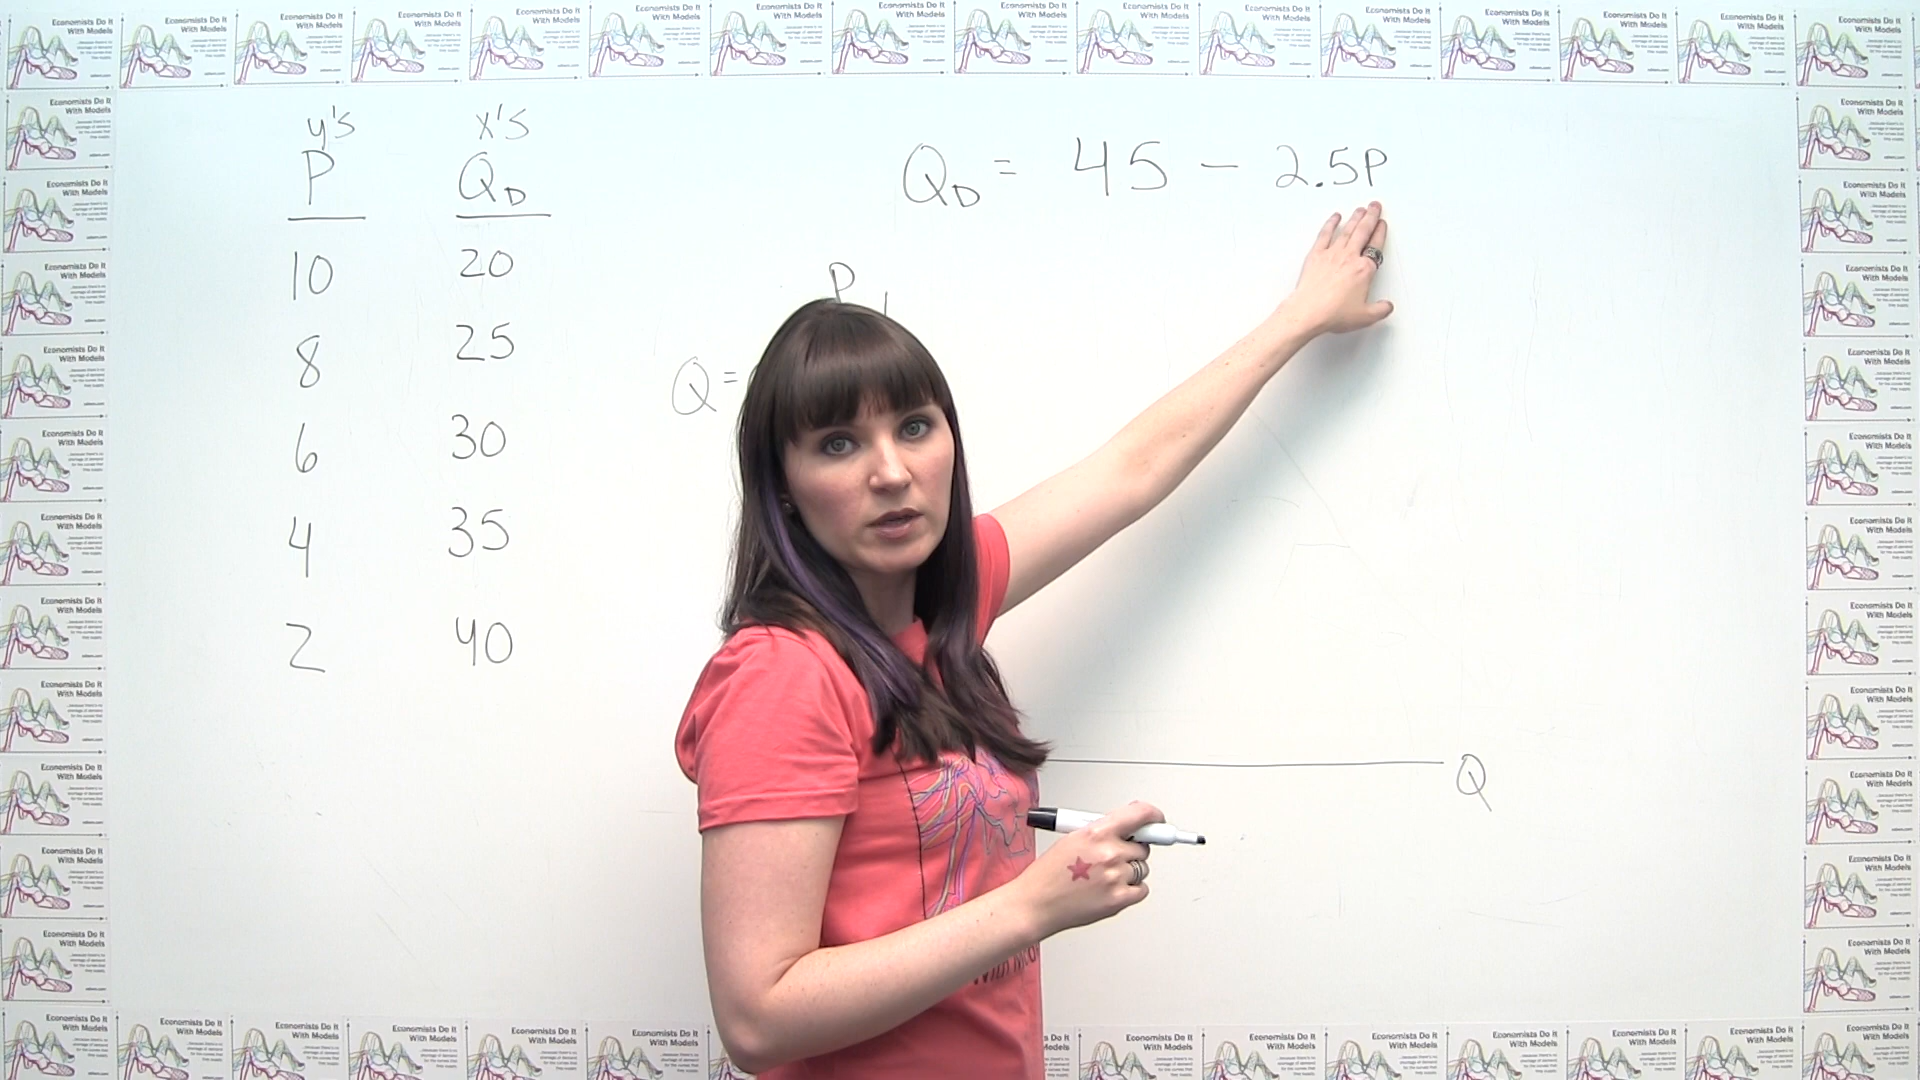 Economists Do It
With Models
y's x's
P Q_D
10 20
8 25
6 30
4 35
2 40
Q_D = 45 - 2.5P
P
Q =
Q